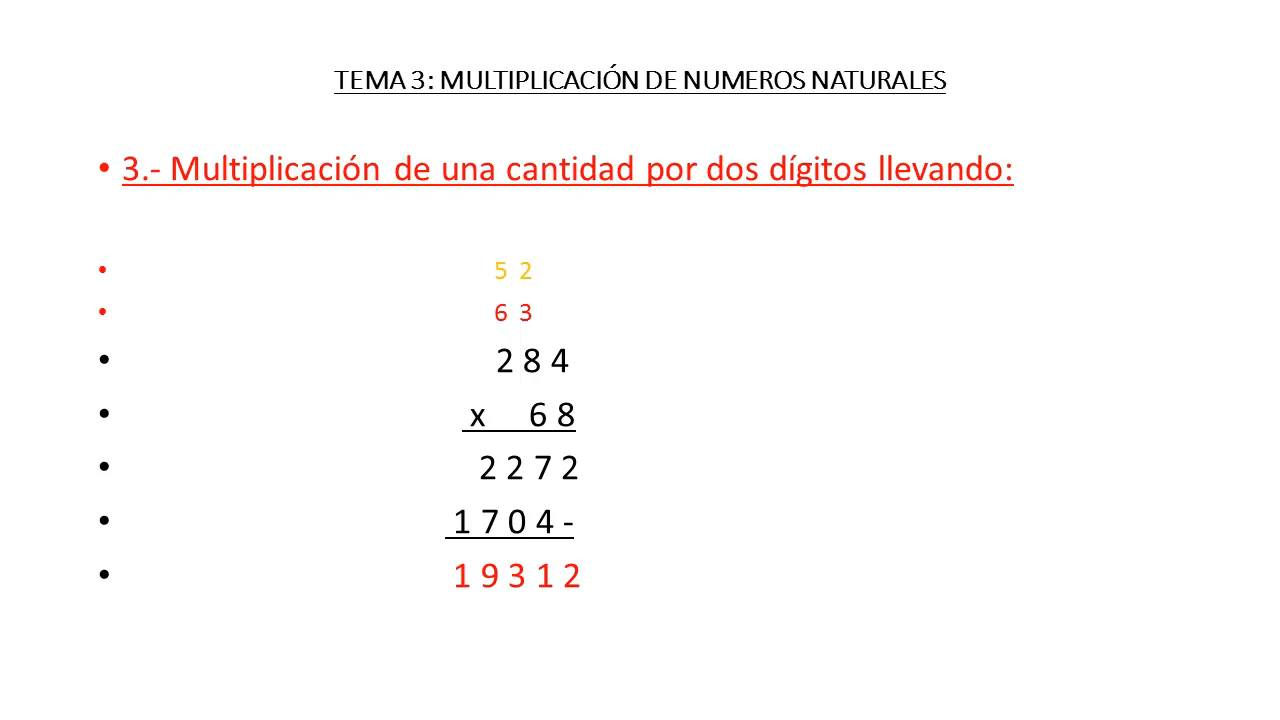 TEMA 3: MULTIPLICACIÓN DE NUMEROS NATURALES
• 3.- Multiplicación de una cantidad por dos dígitos llevando:
• 5 2
• 6 3
• 2 8 4
• x 6 8
• 2 2 7 2
• 1 7 0 4 -
• 1 9 3 1 2